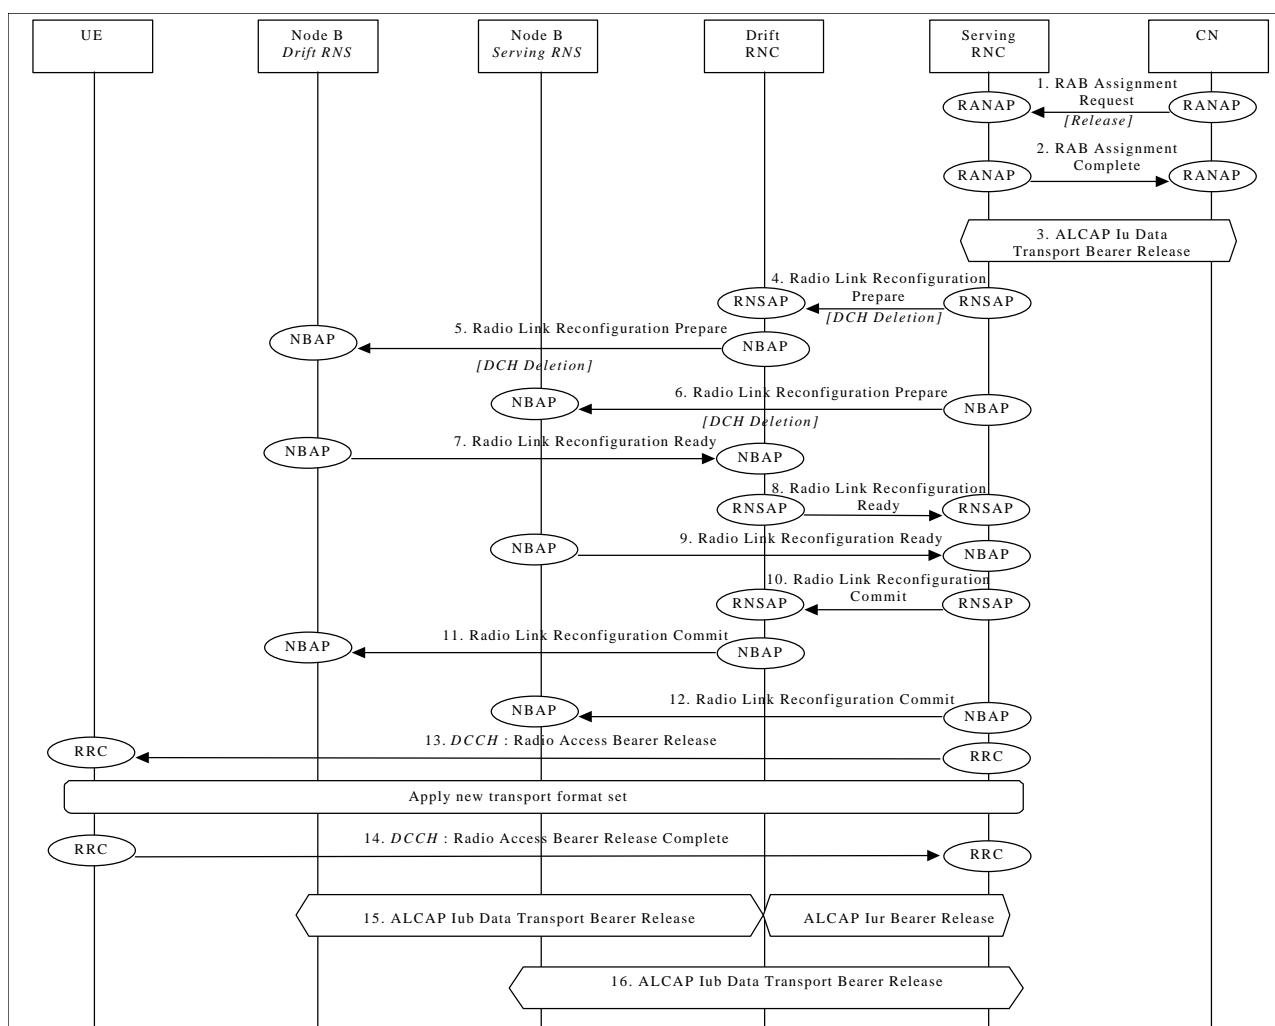 UE
Node B
Drift RNS
Node B
Serving RNS
Drift
RNC
Serving
RNC
CN
1. RAB Assignment
Request
[Release]
RANAP
RANAP
2. RAB Assignment
Complete
RANAP
RANAP
3. ALCAP Iu Data
Transport Bearer Release
4. Radio Link Reconfiguration
Prepare
[DCH Deletion]
RNSAP
RNSAP
5. Radio Link Reconfiguration Prepare
[DCH Deletion]
NBAP
NBAP
6. Radio Link Reconfiguration Prepare
[DCH Deletion]
NBAP
NBAP
7. Radio Link Reconfiguration Ready
NBAP
NBAP
8. Radio Link Reconfiguration
Ready
RNSAP
RNSAP
9. Radio Link Reconfiguration Ready
NBAP
NBAP
10. Radio Link Reconfiguration
Commit
RNSAP
RNSAP
11. Radio Link Reconfiguration Commit
NBAP
NBAP
12. Radio Link Reconfiguration Commit
NBAP
NBAP
13. DCCH : Radio Access Bearer Release
RRC
RRC
Apply new transport format set
14. DCCH : Radio Access Bearer Release Complete
RRC
RRC
15. ALCAP Iub Data Transport Bearer Release
ALCAP Iur Bearer Release
16. ALCAP Iub Data Transport Bearer Release